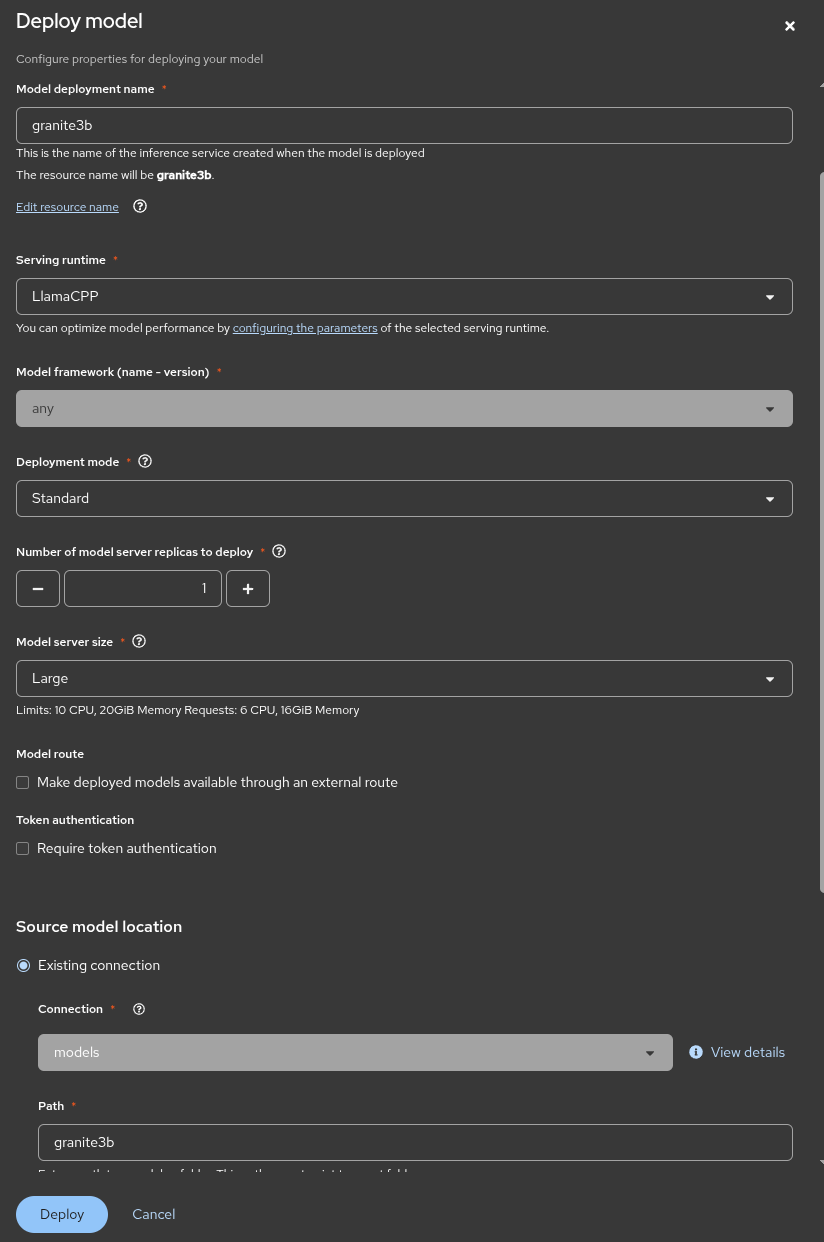 Deploy model
Configure properties for deploying your model
Model deployment name *
granite3b
This is the name of the inference service created when the model is deployed
The resource name will be granite3b.
Edit resource name
Serving runtime *
LlamaCPP
You can optimize model performance by configuring the parameters of the selected serving runtime.
Model framework (name - version) *
any
Deployment mode *
Standard
Number of model server replicas to deploy *
1
Model server size *
Large
Limits: 10 CPU, 20GiB Memory Requests: 6 CPU, 16GiB Memory
Model route
Make deployed models available through an external route
Token authentication
Require token authentication
Source model location
Existing connection
Connection *
models
View details
Path *
granite3b
Deploy
Cancel